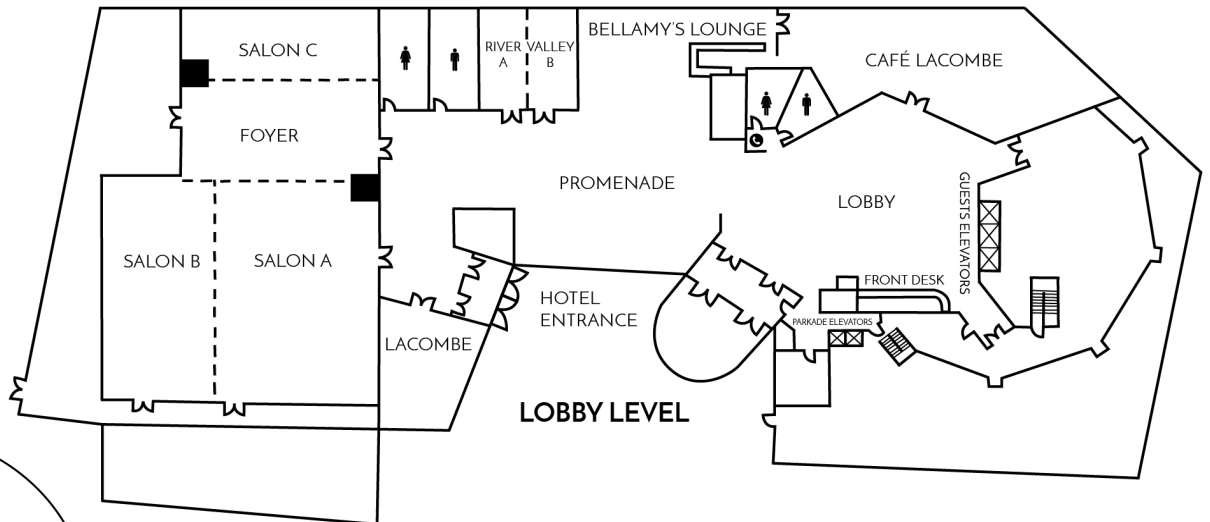 SALON C
FOYER
SALON B
SALON A
RIVER VALLEY
A B
BELLAMY'S LOUNGE
CAFÉ LACOMBE
PROMENADE
LOBBY
GUESTS ELEVATORS
FRONT DESK
PARKADE ELEVATORS
HOTEL
ENTRANCE
LACOMBE
LOBBY LEVEL